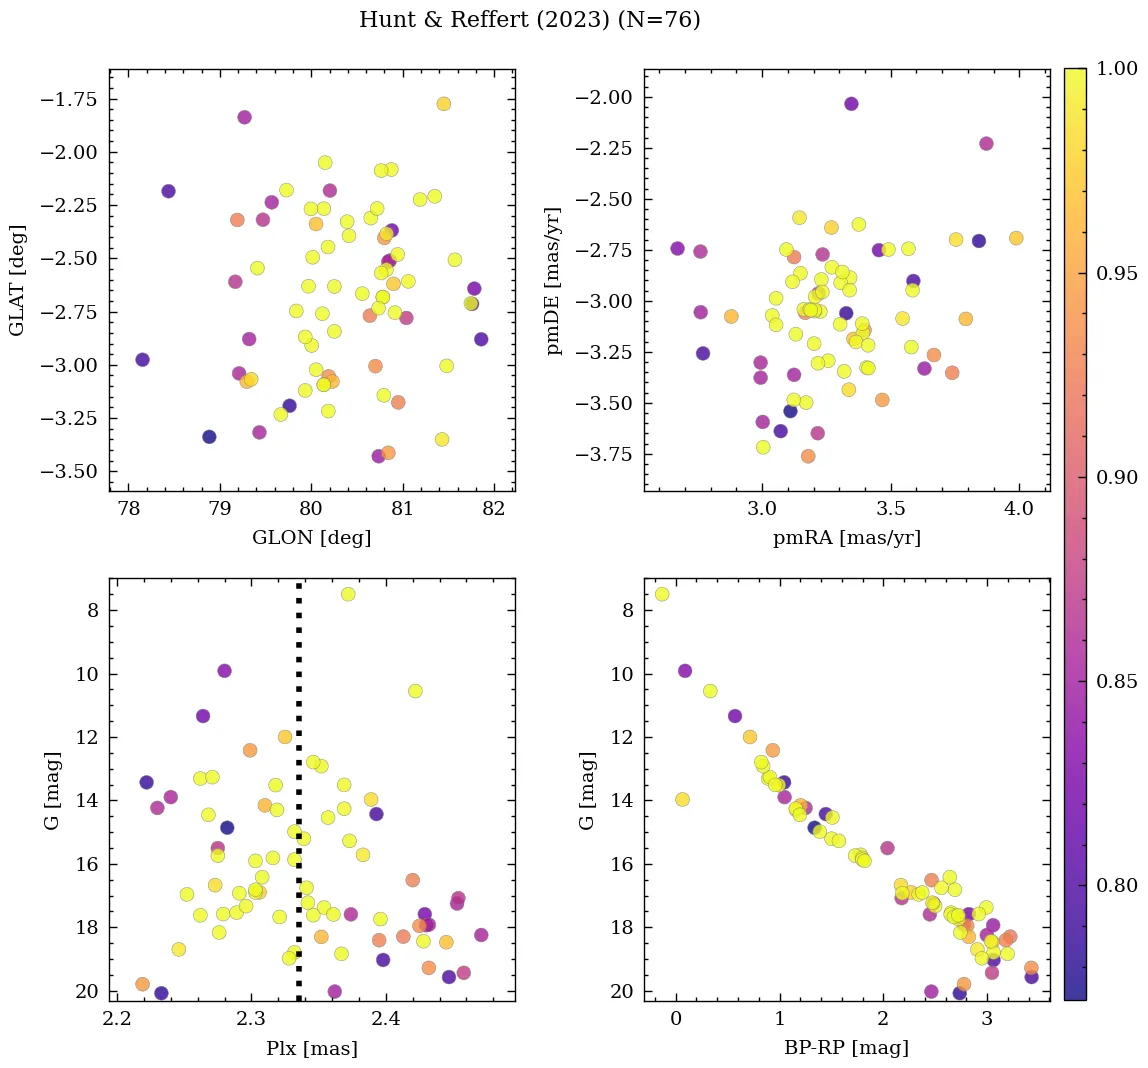 Hunt & Reffert (2023) (N=76)
−1.75
−2.00
−2.25
−2.50
−2.75
−3.00
−3.25
−3.50
GLAT [deg]
78 79 80 81 82
GLON [deg]
−2.00
−2.25
−2.50
−2.75
−3.00
−3.25
−3.50
−3.75
pmDE [mas/yr]
3.0 3.5 4.0
pmRA [mas/yr]
8
10
12
14
16
18
20
G [mag]
2.2 2.3 2.4
Plx [mas]
8
10
12
14
16
18
20
G [mag]
0 1 2 3
BP-RP [mag]
1.00
0.95
0.90
0.85
0.80